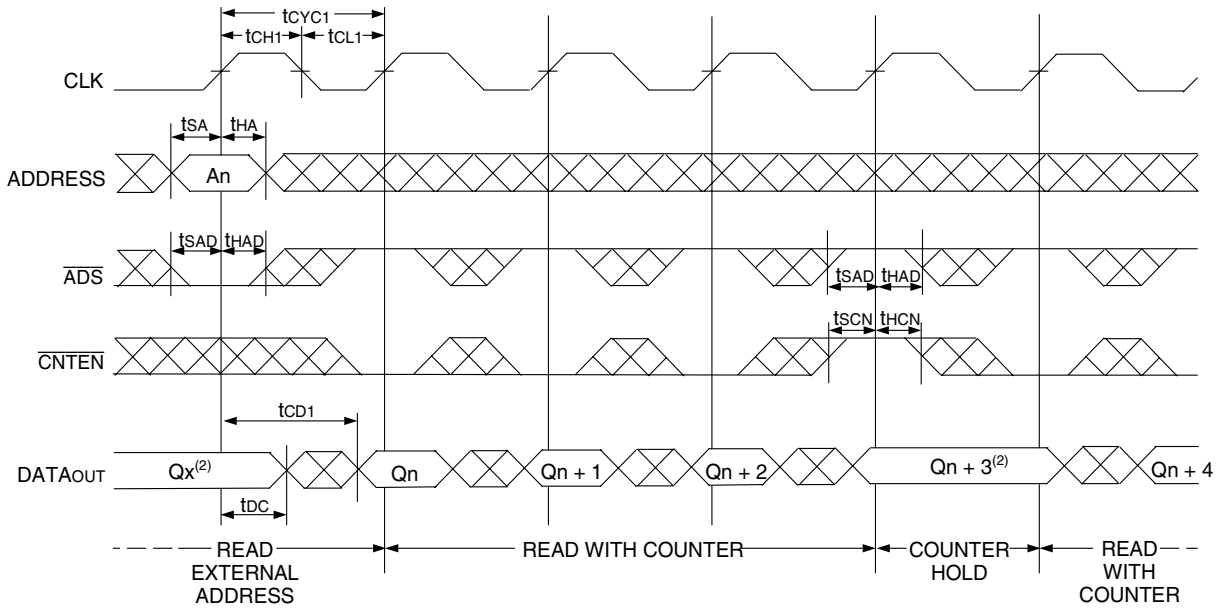 tCYC1
tCH1 tCL1
CLK
tSA tHA
ADDRESS An
tSAD tHAD
ADS tSAD tHAD
tSCN tHCN
CNTEN
tCD1
DATAOUT Qx(2) Qn Qn + 1 Qn + 2 Qn + 3(2) Qn + 4
tDC
READ EXTERNAL ADDRESS
READ WITH COUNTER
COUNTER HOLD
READ WITH COUNTER